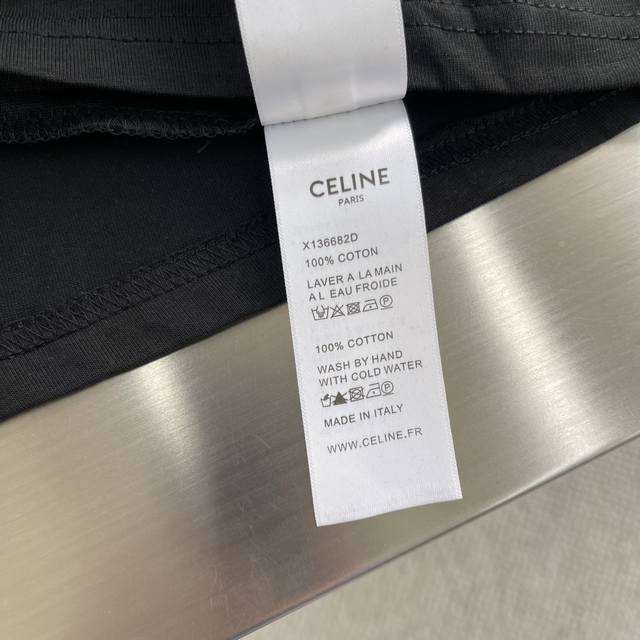 CELINE
PARIS
X136682D
100% COTON
LAVER A LA MAIN
A L EAU FROIDE
100% COTTON
WASH BY HAND
WITH COLD WATER
MADE IN ITALY
WWW.CELINE.FR